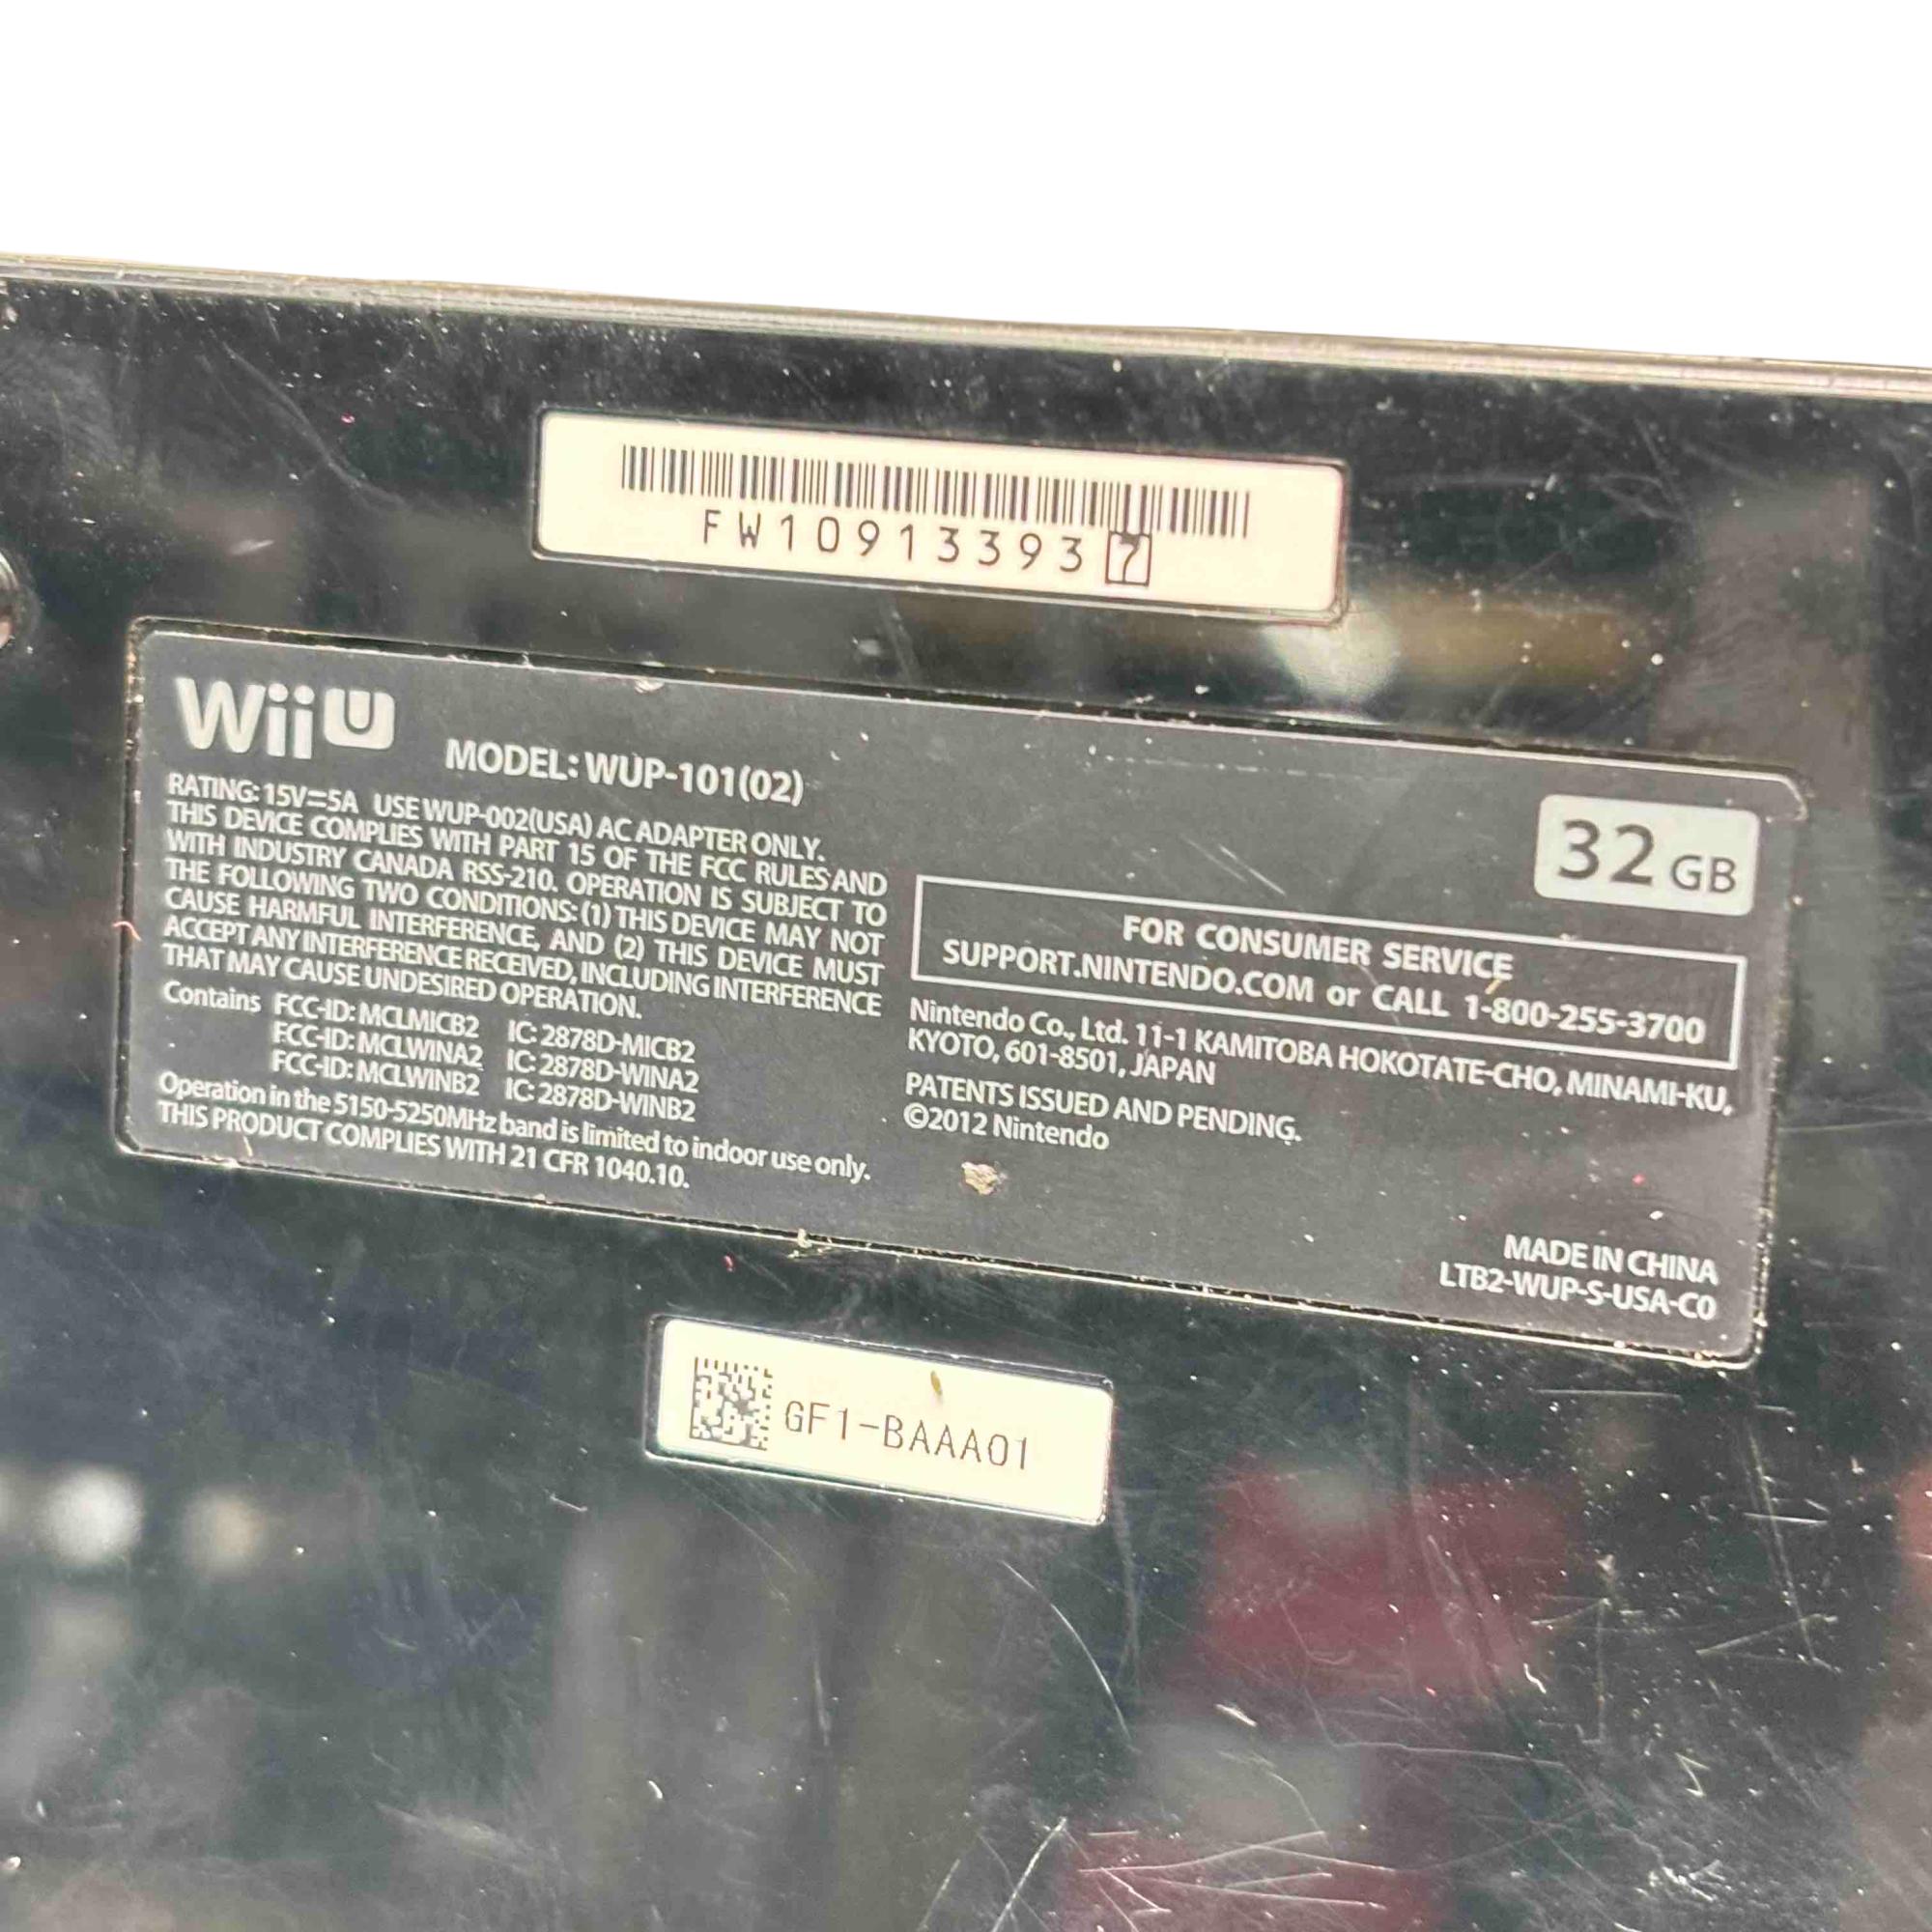 FW109133937
Wii U
MODEL: WUP-101(02)
RATING: 15V⎓5A USE WUP-002(USA) AC ADAPTER ONLY.
THIS DEVICE COMPLIES WITH PART 15 OF THE FCC RULES AND
WITH INDUSTRY CANADA RSS-210. OPERATION IS SUBJECT TO
THE FOLLOWING TWO CONDITIONS: (1) THIS DEVICE MAY NOT
CAUSE HARMFUL INTERFERENCE, AND (2) THIS DEVICE MUST
ACCEPT ANY INTERFERENCE RECEIVED, INCLUDING INTERFERENCE
THAT MAY CAUSE UNDESIRED OPERATION.
Contains FCC-ID: MCLMICB2 IC: 2878D-MICB2
FCC-ID: MCLWINA2 IC: 2878D-WINA2
FCC-ID: MCLWINB2 IC: 2878D-WINB2
Operation in the 5150-5250MHz band is limited to indoor use only.
THIS PRODUCT COMPLIES WITH 21 CFR 1040.10.
32 GB
FOR CONSUMER SERVICE
SUPPORT.NINTENDO.COM or CALL 1-800-255-3700
Nintendo Co., Ltd. 11-1 KAMITOBA HOKOTATE-CHO, MINAMI-KU,
KYOTO, 601-8501, JAPAN
PATENTS ISSUED AND PENDING.
©2012 Nintendo
MADE IN CHINA
LTB2-WUP-S-USA-C0
GF1-BAAA01